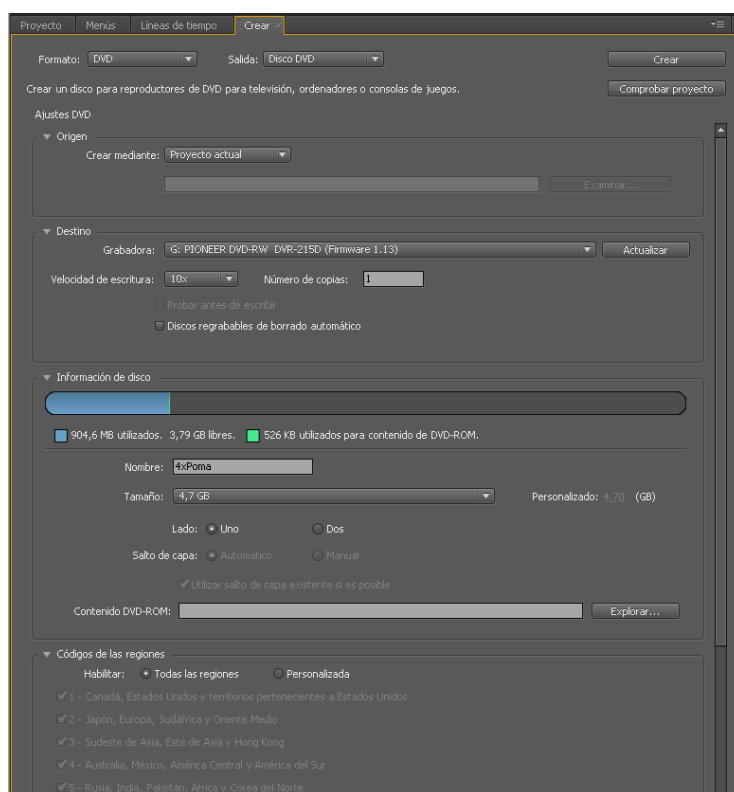 Proyecto Menús Líneas de tiempo Crear ×
Formato: DVD Salida: Disco DVD Crear
Crear un disco para reproductores de DVD para televisión, ordenadores o consolas de juegos. Comprobar proyecto
Ajustes DVD
Origen
Crear mediante: Proyecto actual
Examinar...
Destino
Grabadora: G: PIONEER DVD-RW DVR-215D (Firmware 1.13) Actualizar
Velocidad de escritura: 10x Número de copias: 1
Probar antes de escribir
Discos regrabables de borrado automático
Información de disco
904,6 MB utilizados. 3,79 GB libres. 526 KB utilizados para contenido de DVD-ROM.
Nombre: 4xPoma
Tamaño: 4,7 GB Personalizado: 4,70 (GB)
Lado: Uno Dos
Salto de capa: Automático Manual
Utilizar salto de capa existente si es posible
Contenido DVD-ROM: Explorar...
Códigos de las regiones
Habilitar: Todas las regiones Personalizada
1 - Canadá, Estados Unidos y territorios pertenecientes a Estados Unidos
2 - Japón, Europa, Sudáfrica y Oriente Medio
3 - Sudeste de Asia, Este de Asia y Hong Kong
4 - Australia, México, América Central y América del Sur
5 - Rusia, India, Pakistán, África y Corea del Norte